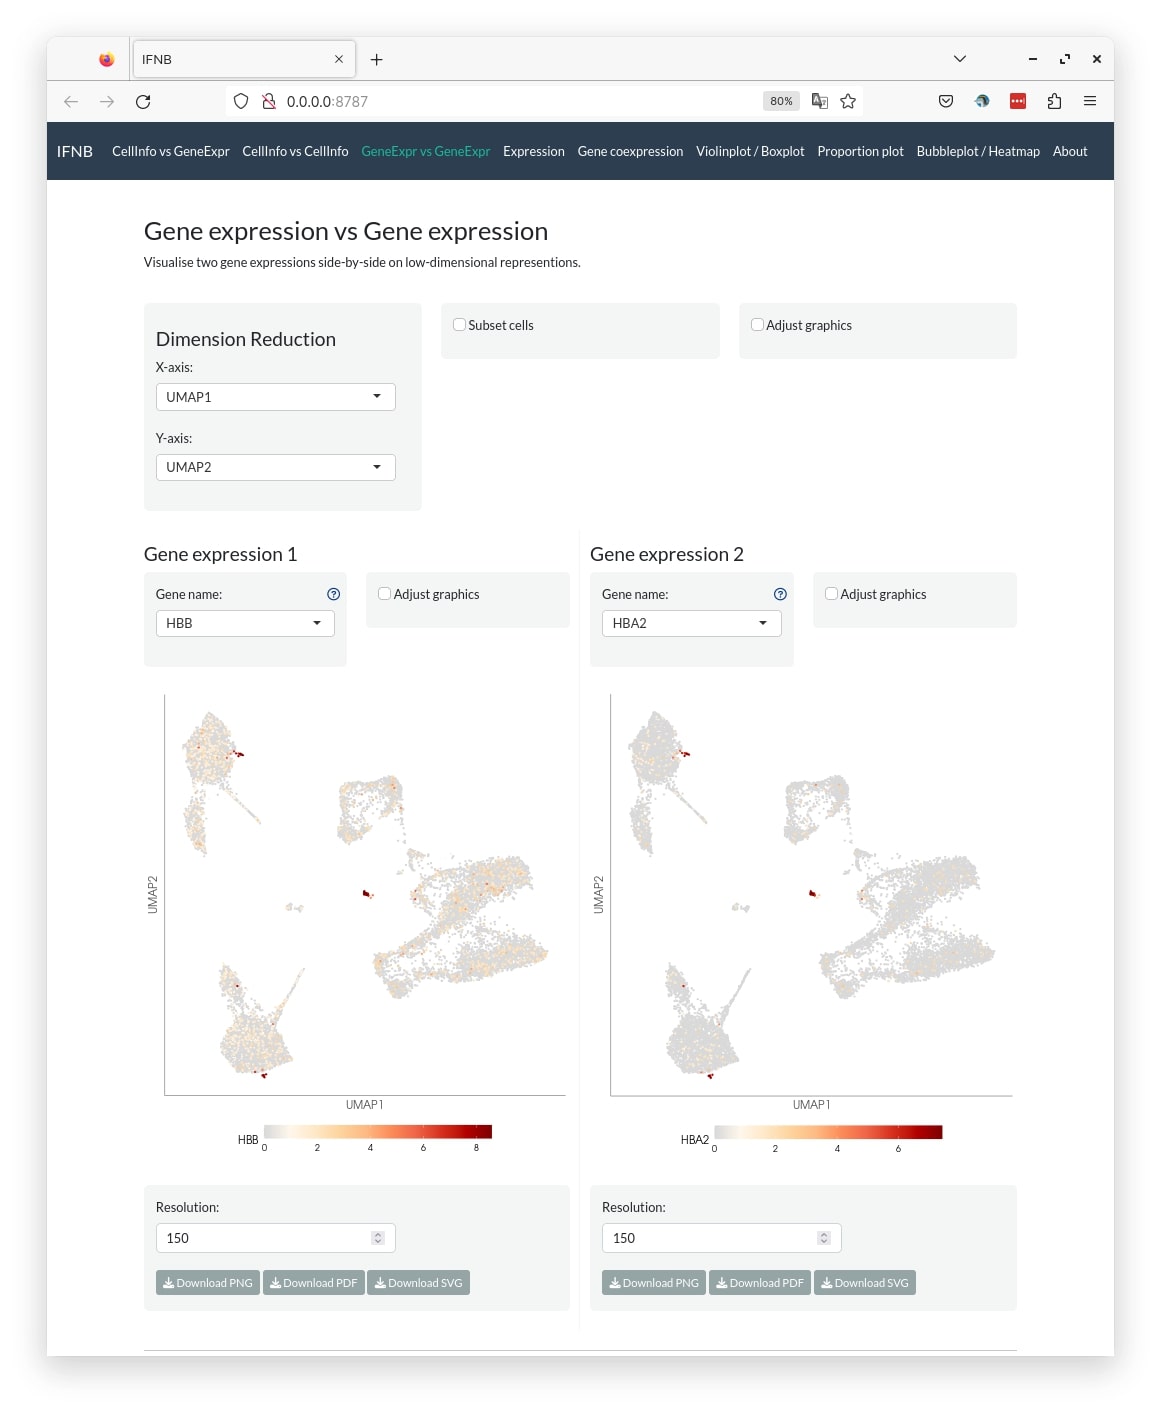 IFNB
0.0.0.0:8787
80%
IFNB CellInfo vs GeneExpr CellInfo vs CellInfo GeneExpr vs GeneExpr Expression Gene coexpression Violinplot / Boxplot Proportion plot Bubbleplot / Heatmap About
Gene expression vs Gene expression
Visualise two gene expressions side-by-side on low-dimensional representions.
Dimension Reduction
X-axis:
UMAP1
Y-axis:
UMAP2
Subset cells
Adjust graphics
Gene expression 1
Gene name:
HBB
Adjust graphics
UMAP2
UMAP1
HBB
0 2 4 6 8
Resolution:
150
Download PNG Download PDF Download SVG
Gene expression 2
Gene name:
HBA2
Adjust graphics
UMAP2
UMAP1
HBA2
0 2 4 6
Resolution:
150
Download PNG Download PDF Download SVG